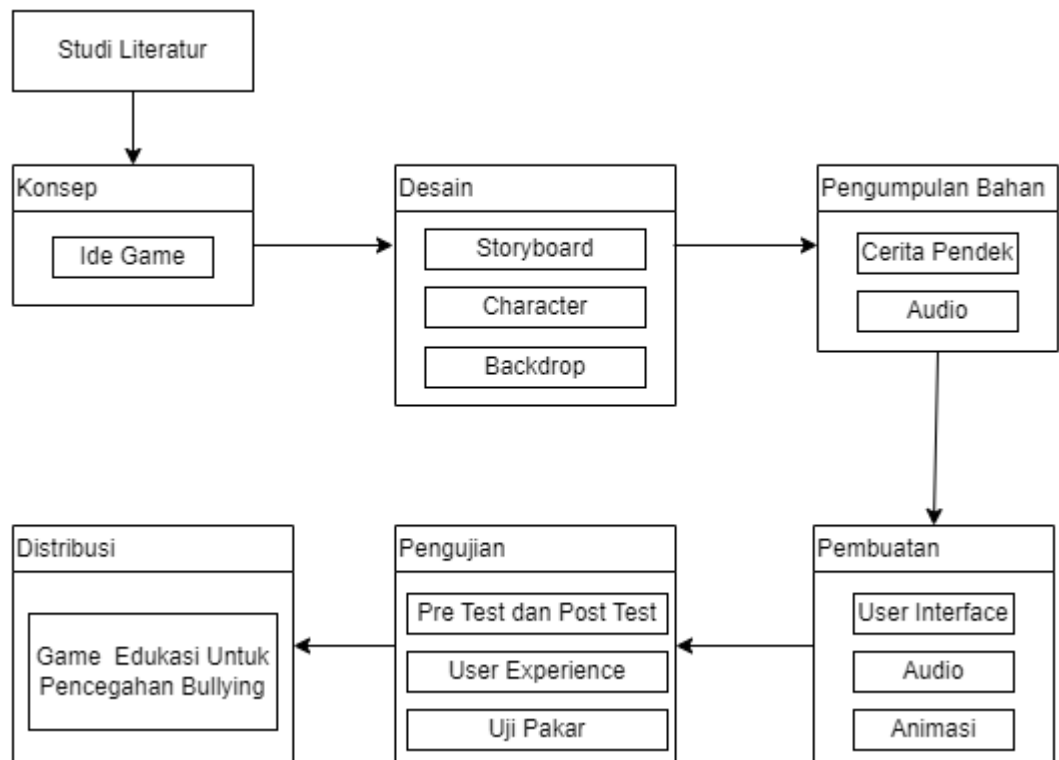 Studi Literatur
Konsep
Ide Game
Desain
Storyboard
Character
Backdrop
Pengumpulan Bahan
Cerita Pendek
Audio
Pembuatan
User Interface
Audio
Animasi
Pengujian
Pre Test dan Post Test
User Experience
Uji Pakar
Distribusi
Game Edukasi Untuk
Pencegahan Bullying